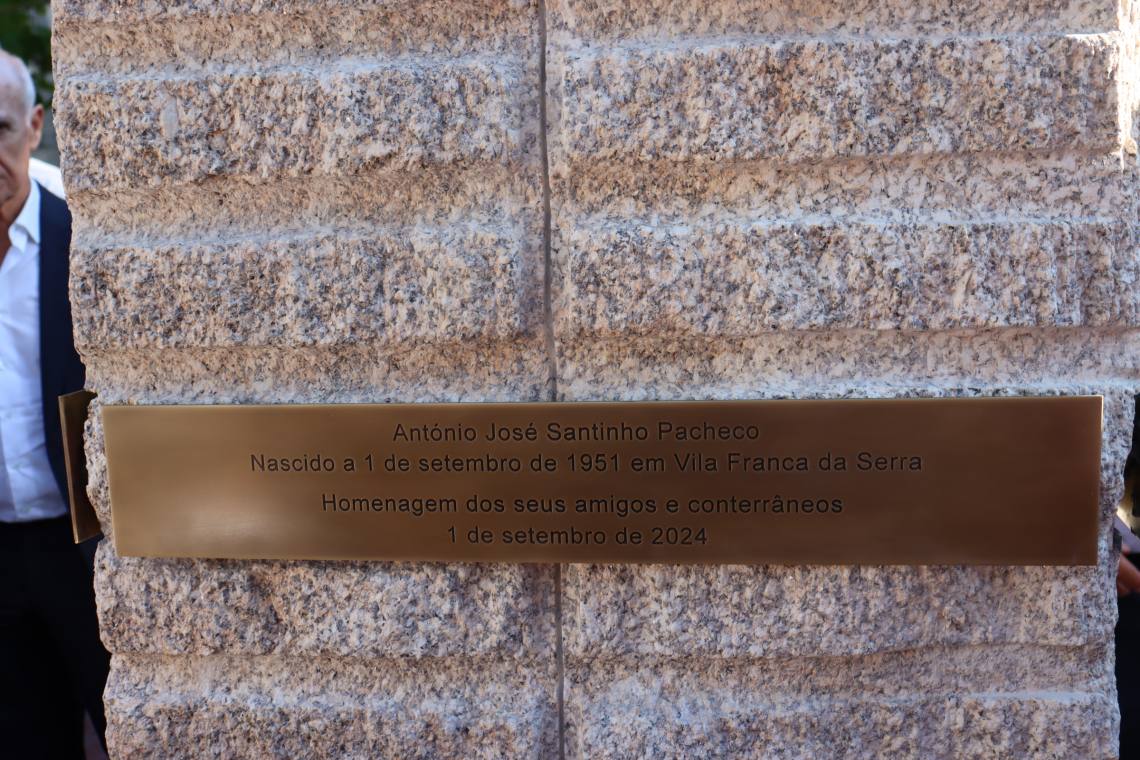 António José Santinho Pacheco
Nascido a 1 de setembro de 1951 em Vila Franca da Serra
Homenagem dos seus amigos e conterrâneos
1 de setembro de 2024